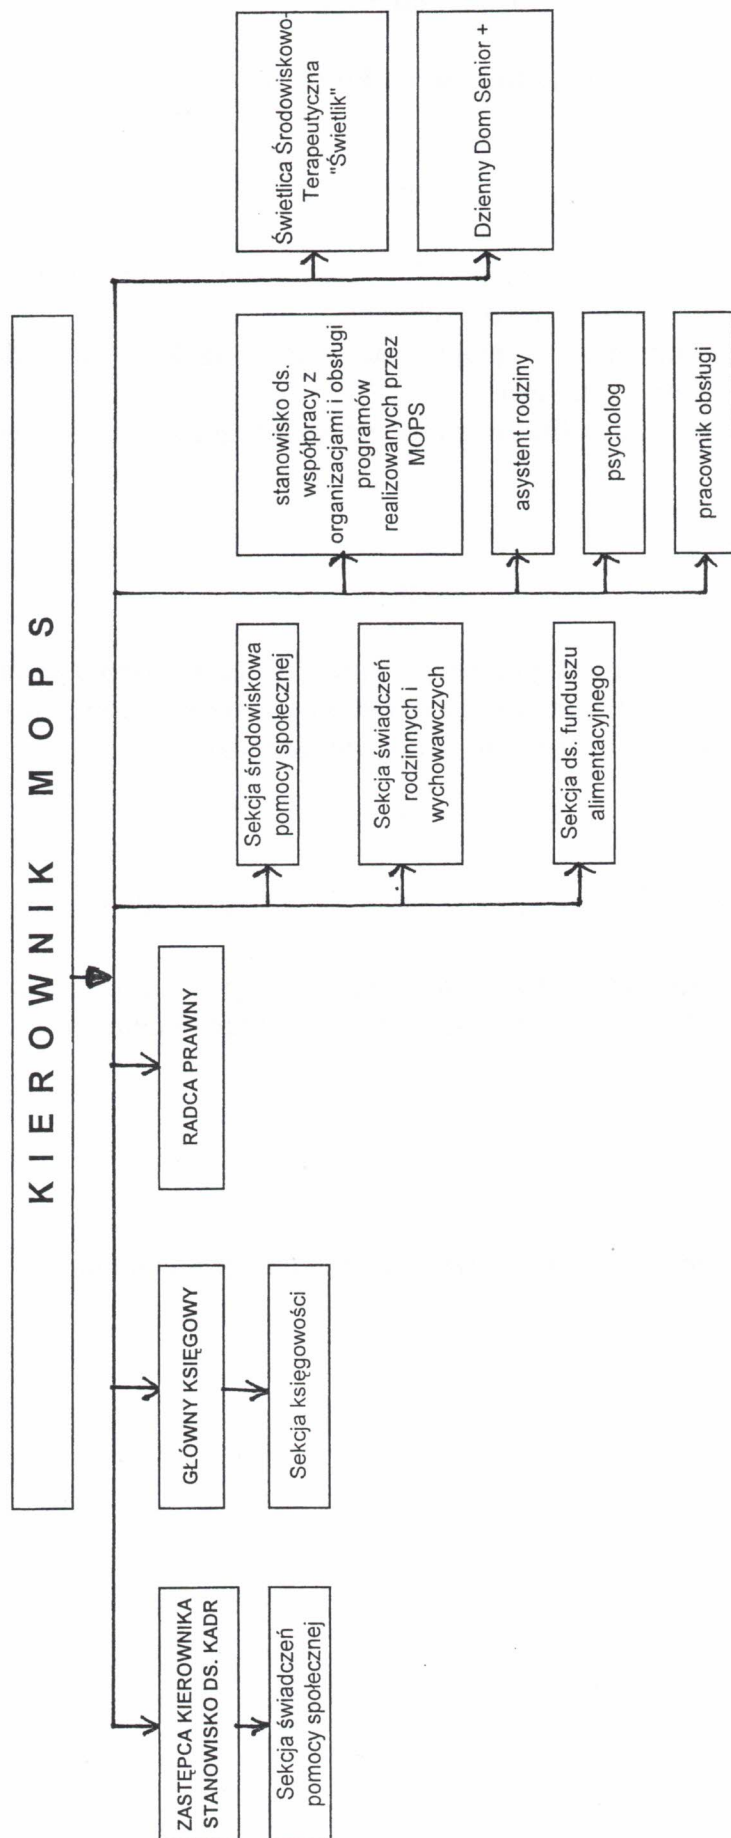 KIEROWNIK MOPS
ZASTĘPCA KIEROWNIKA
STANOWISKO DS. KADR
Sekcja świadczeń
pomocy społecznej
GŁÓWNY KSIĘGOWY
Sekcja księgowości
RADCA PRAWNY
Sekcja środowiskowa
pomocy społecznej
Sekcja świadczeń
rodzinnych i
wychowawczych
Sekcja ds. funduszu
alimentacyjnego
stanowisko ds.
współpracy z
organizacjami i obsługi
programów
realizowanych przez
MOPS
asystent rodziny
psycholog
pracownik obsługi
Świetlica Środowiskowo-
Terapeutyczna
"Świetlik"
Dzienny Dom Senior +